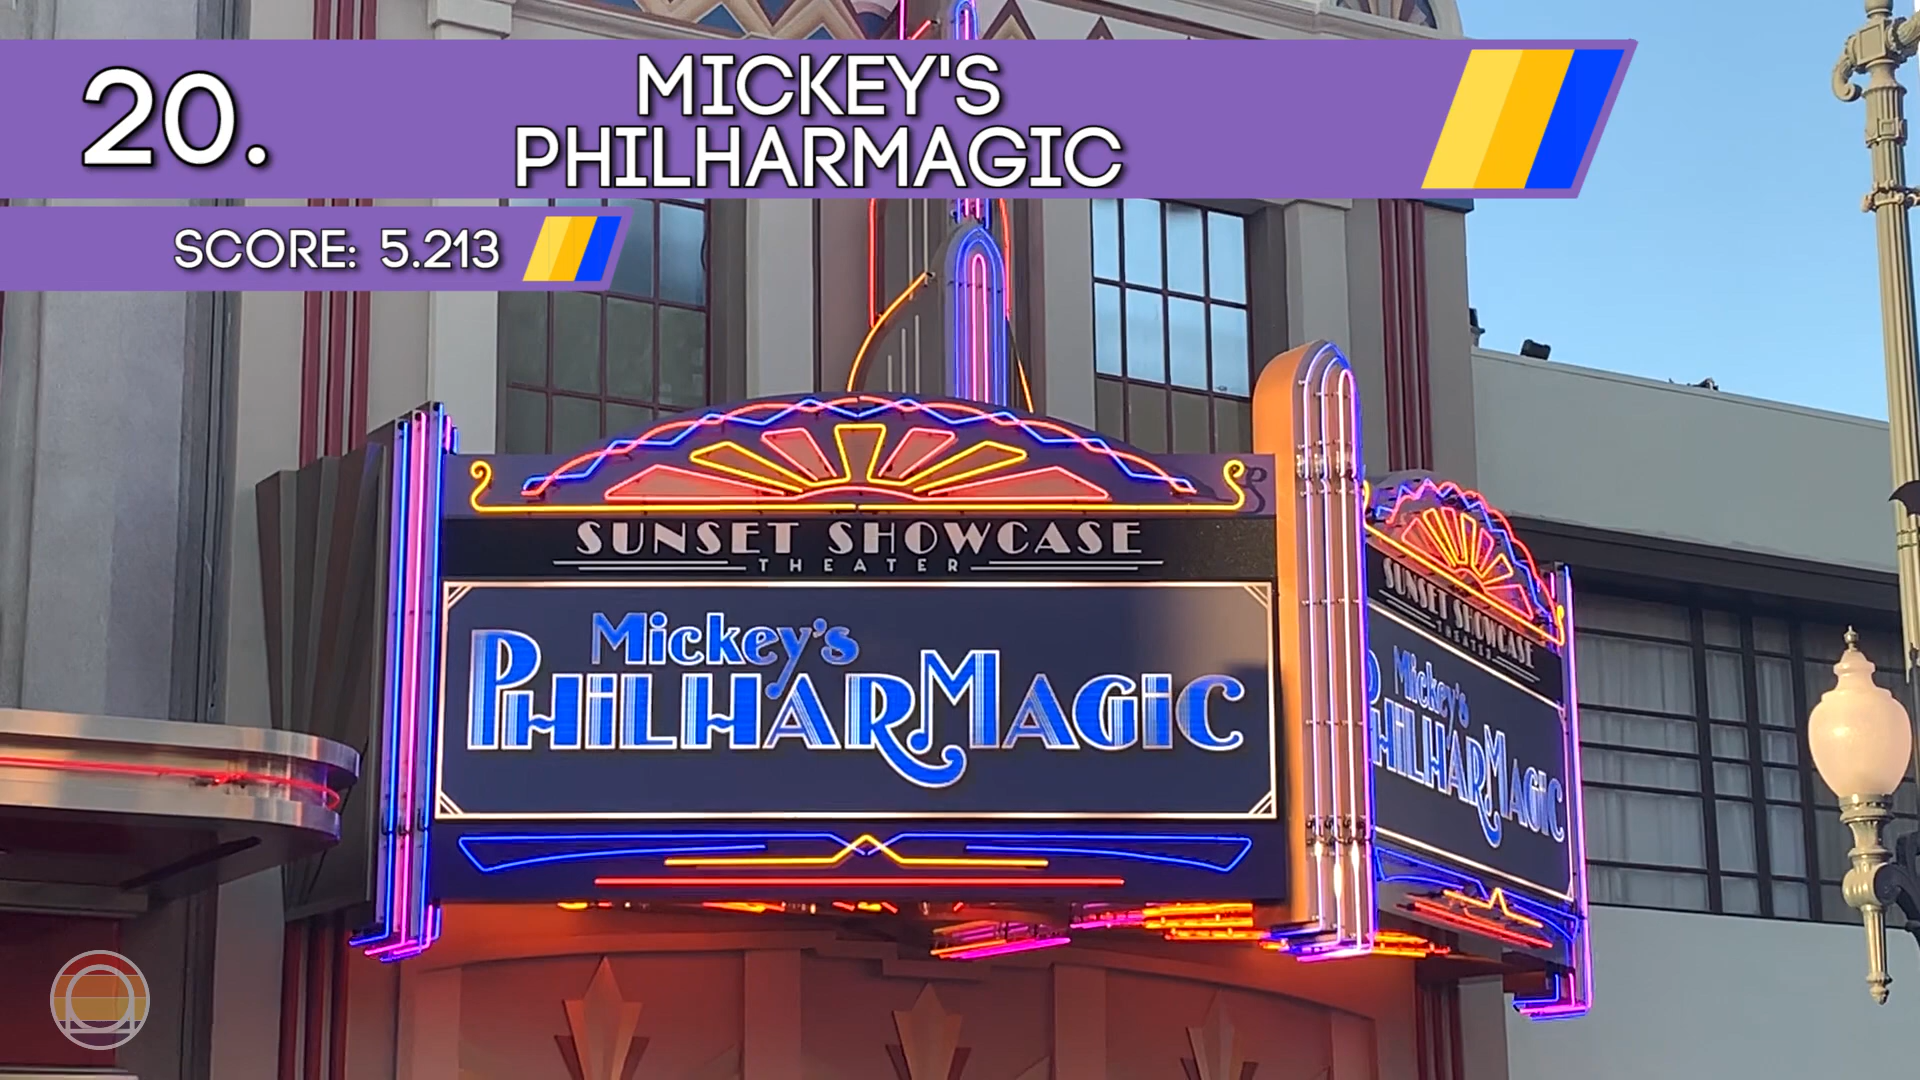 20.
MICKEY'S
PHILHARMAGIC
SCORE: 5.213
SUNSET SHOWCASE
THEATER
Mickey's
PHILHARMAGIC
SUNSET SHOWCASE
THEATER
Mickey's
PHILHARMAGIC